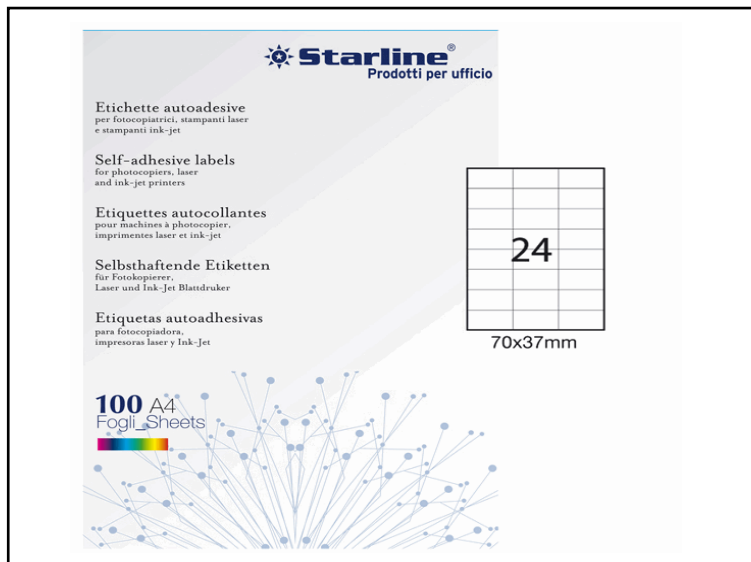 Starline®
Prodotti per ufficio
Etichette autoadesive
per fotocopiatrici, stampanti laser
e stampanti ink-jet
Self-adhesive labels
for photocopiers, laser
and ink-jet printers
Etiquettes autocollantes
pour machines à photocopier,
imprimentes laser et ink-jet
Selbsthaftende Etiketten
für Fotokopierer,
Laser und Ink-Jet Blattdruker
Etiquetas autoadhesivas
para fotocopiadora,
impresoras laser y Ink-Jet
24
70x37mm
100 A4
Fogli_Sheets